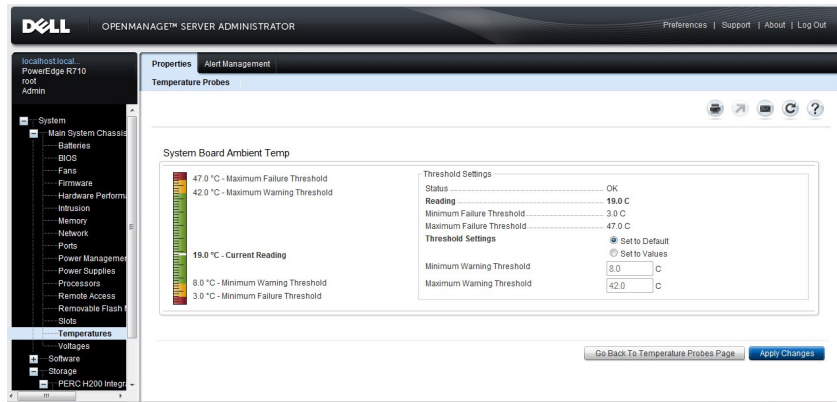 DELL
OPENMANAGE™ SERVER ADMINISTRATOR
Preferences | Support | About | Log Out
localhost.local...
PowerEdge R710
root
Admin
Properties
Alert Management
Temperature Probes
System
Main System Chassis
Batteries
BIOS
Fans
Firmware
Hardware Performa
Intrusion
Memory
Network
Ports
Power Managemen
Power Supplies
Processors
Remote Access
Removable Flash M
Slots
Temperatures
Voltages
Software
Storage
PERC H200 Integra
System Board Ambient Temp
47.0 °C - Maximum Failure Threshold
42.0 °C - Maximum Warning Threshold
19.0 °C - Current Reading
8.0 °C - Minimum Warning Threshold
3.0 °C - Minimum Failure Threshold
Threshold Settings
Status OK
Reading 19.0 C
Minimum Failure Threshold 3.0 C
Maximum Failure Threshold 47.0 C
Threshold Settings Set to Default
Set to Values
Minimum Warning Threshold 8.0 C
Maximum Warning Threshold 42.0 C
Go Back To Temperature Probes Page
Apply Changes